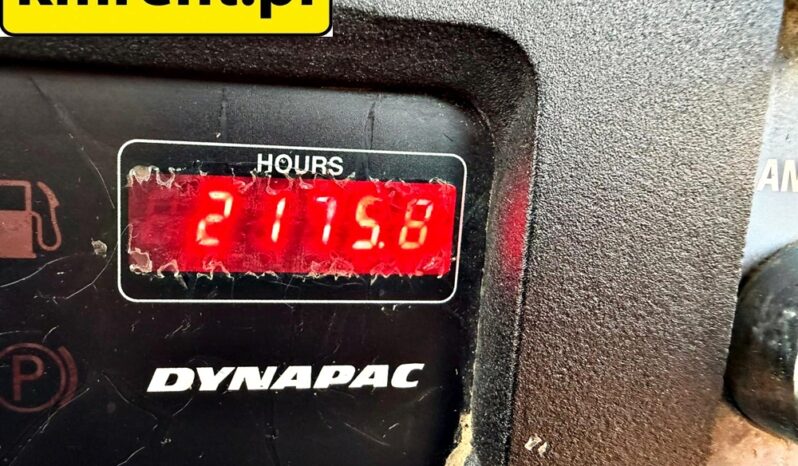 kmrent.pl
HOURS
2175.8
DYNAPAC
P